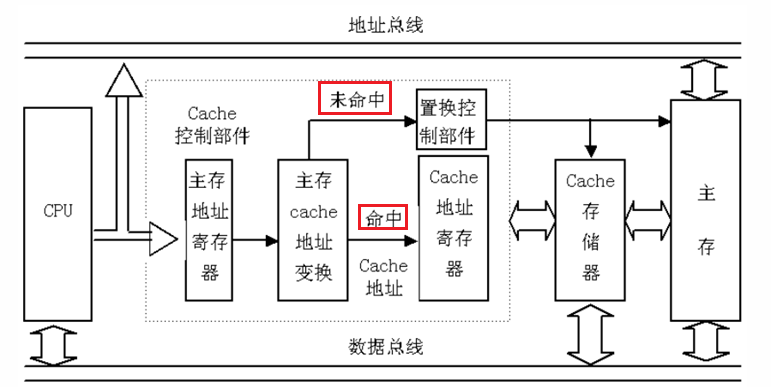 地址总线
未命中
置换控
制部件
Cache
控制部件
CPU
主存
地址
寄存
器
主存
cache
地址
变换
命中
Cache
地址
Cache
地址
寄存
器
Cache
存
储
器
主
存
数据总线